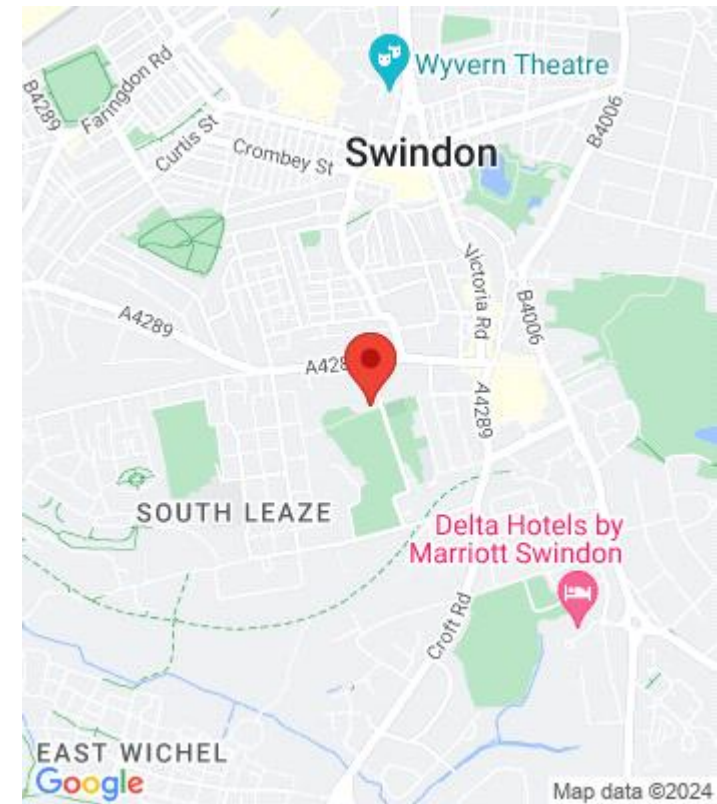 Wyvern Theatre
B4289
Faringdon Rd
Curtis St
Crombey St
Swindon
B4006
Victoria Rd
B4006
A4289
A428
A4289
SOUTH LEAZE
Delta Hotels by
Marriott Swindon
Croft Rd
EAST WICHEL
Google
Map data ©2024